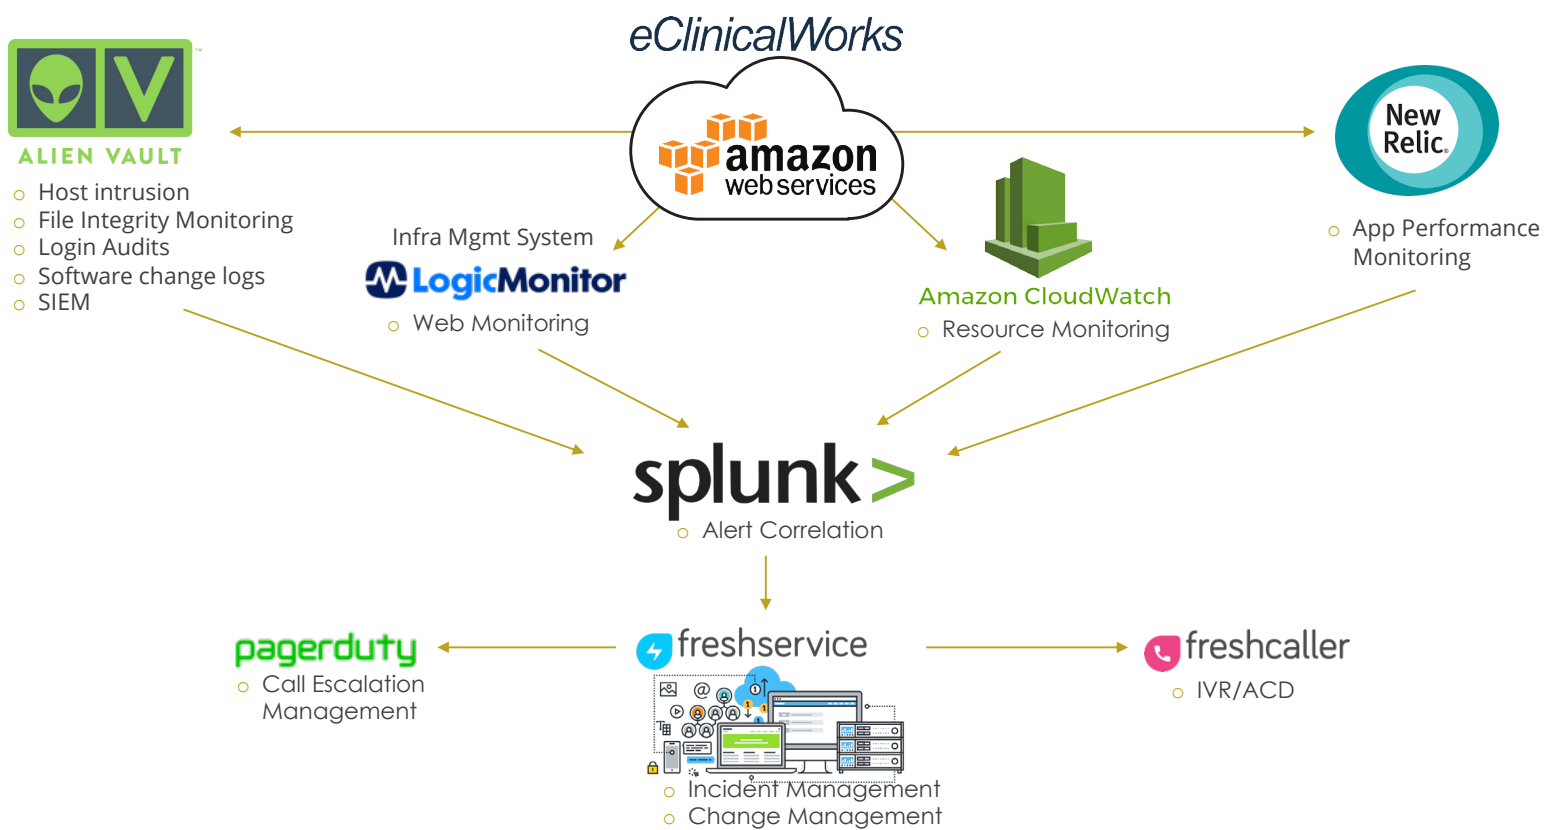 eClinicalWorks
amazon
web services
ALIEN VAULT
™
Host intrusion
File Integrity Monitoring
Login Audits
Software change logs
SIEM
Infra Mgmt System
LogicMonitor
Web Monitoring
Amazon CloudWatch
Resource Monitoring
New
Relic®
App Performance
Monitoring
splunk>
Alert Correlation
pagerduty
Call Escalation
Management
freshservice
Incident Management
Change Management
freshcaller
IVR/ACD